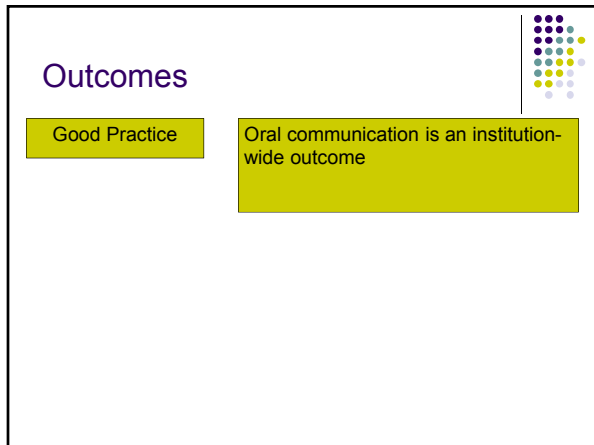 Outcomes
Good Practice
Oral communication is an institution-
wide outcome